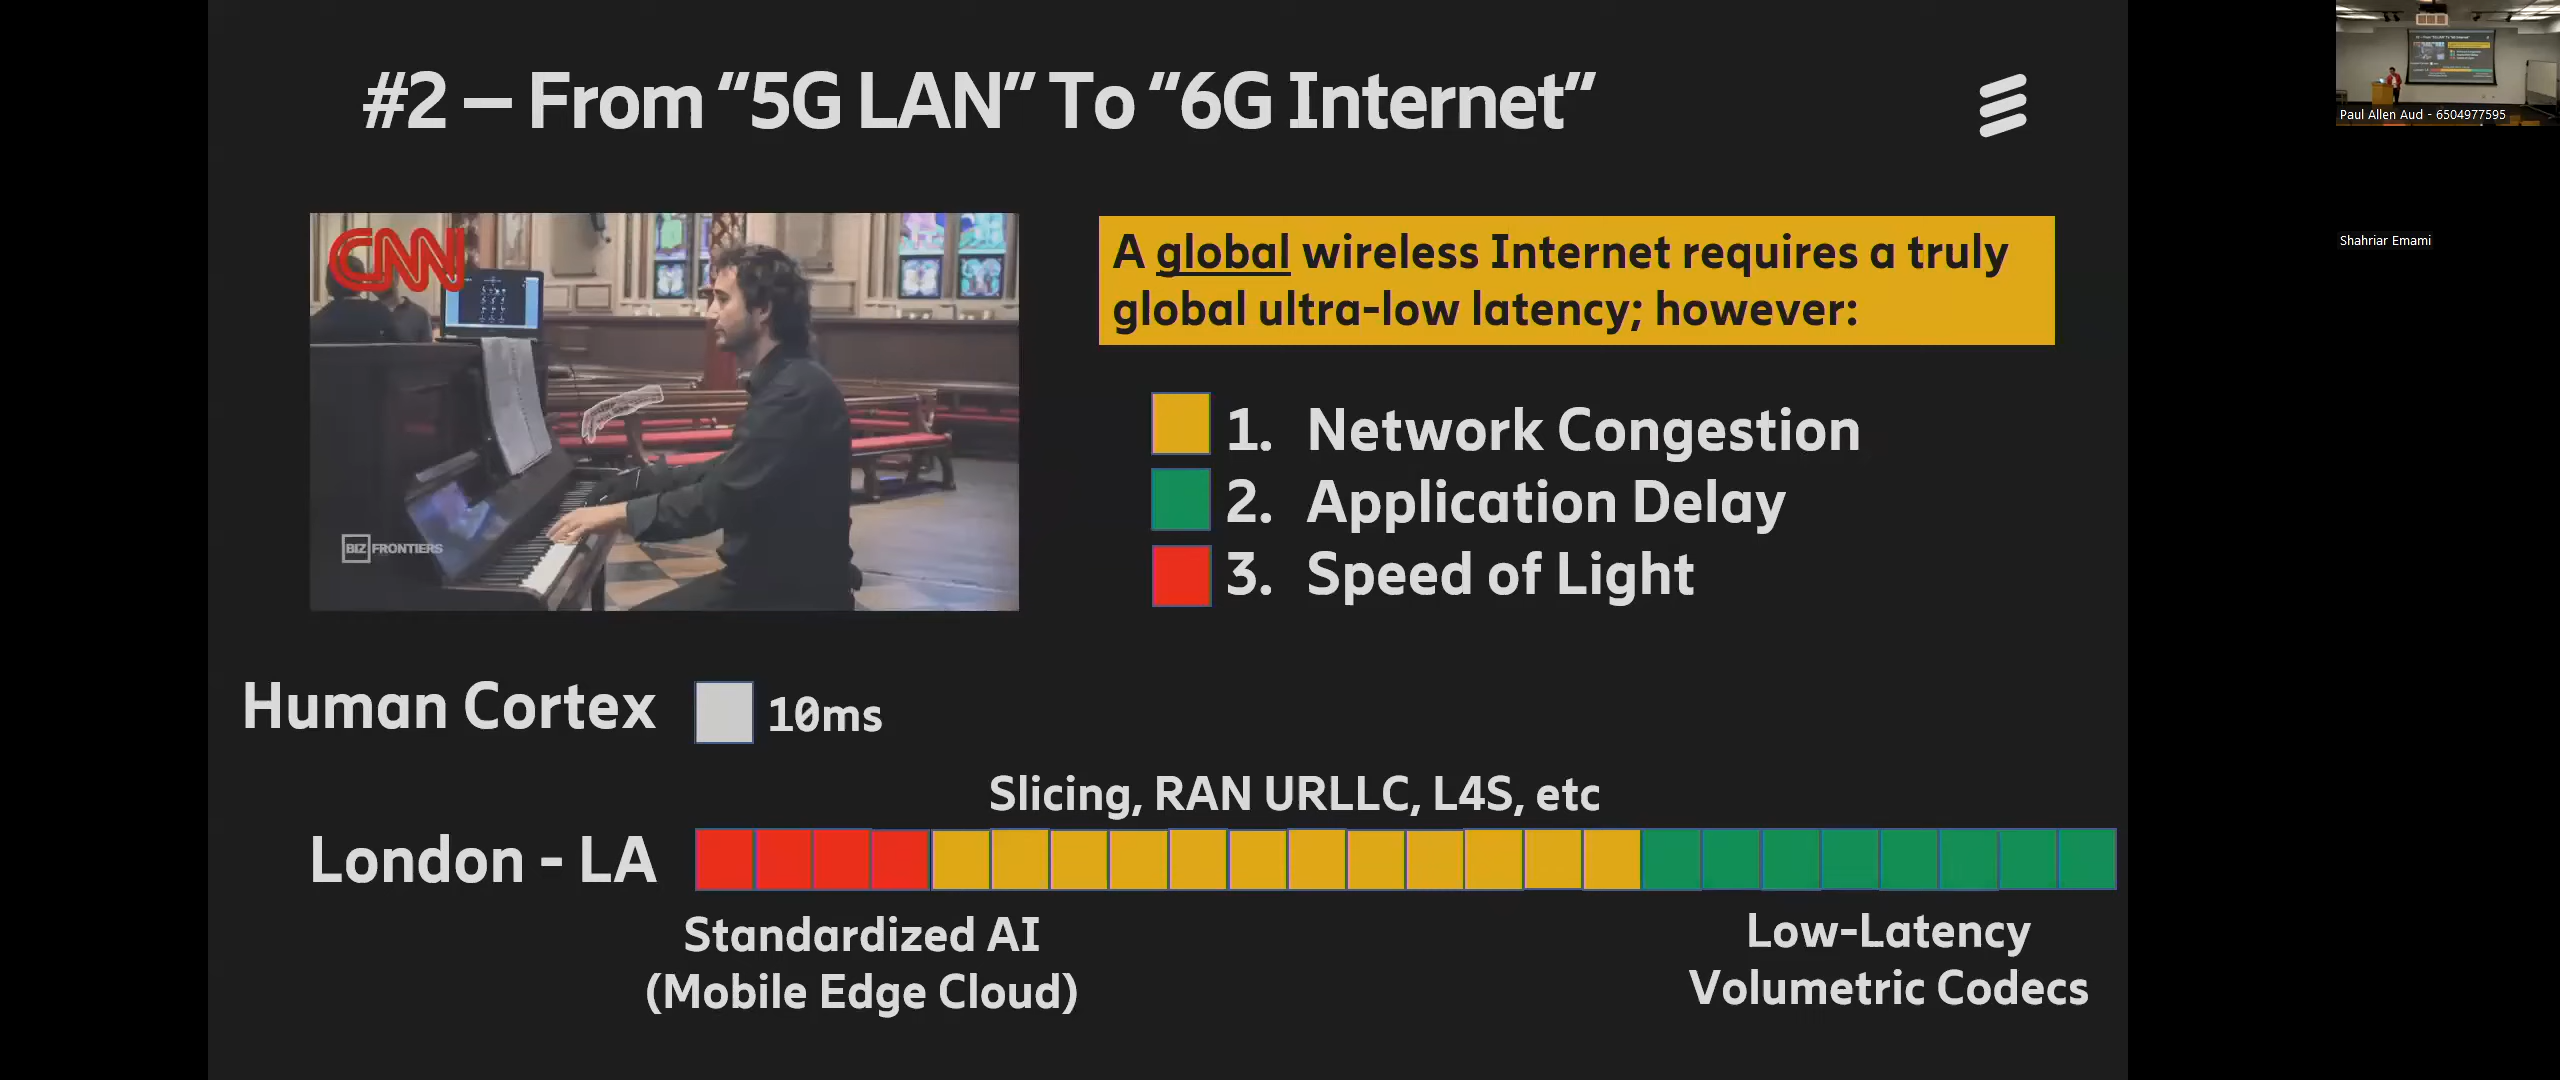 #2 – From “5G LAN” To “6G Internet”
CNN
BIZ FRONTIERS
A global wireless Internet requires a truly
global ultra-low latency; however:
1. Network Congestion
2. Application Delay
3. Speed of Light
Human Cortex
10ms
Slicing, RAN URLLC, L4S, etc
London - LA
Standardized AI
(Mobile Edge Cloud)
Low-Latency
Volumetric Codecs
Paul Allen Aud - 6504977595
Shahriar Emami